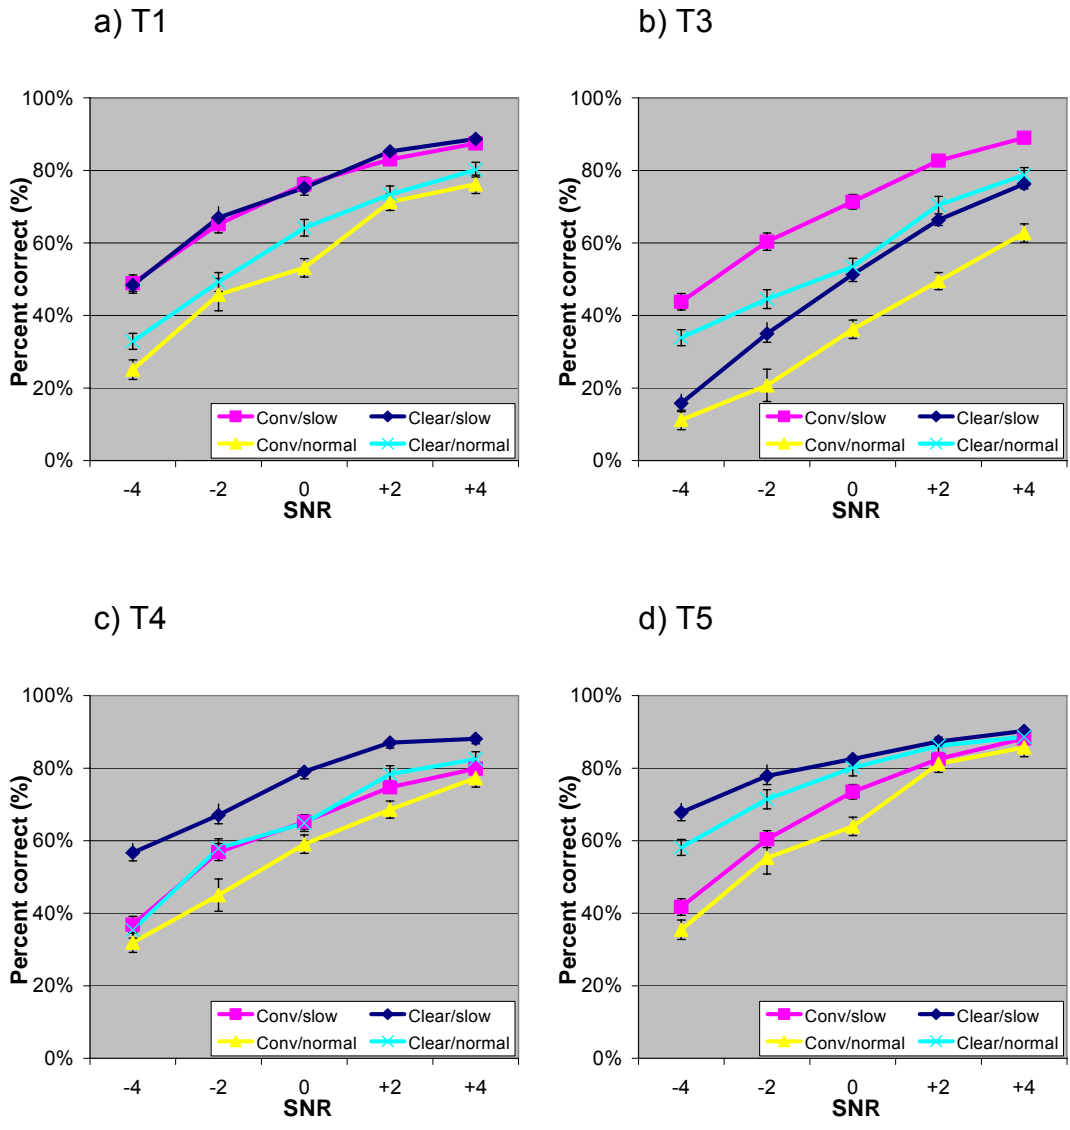 a) T1
100%
80%
60%
40%
20%
0%
Percent correct (%)
-4 -2 0 +2 +4
SNR
Conv/slow Clear/slow
Conv/normal Clear/normal
b) T3
100%
80%
60%
40%
20%
0%
Percent correct (%)
-4 -2 0 +2 +4
SNR
Conv/slow Clear/slow
Conv/normal Clear/normal
c) T4
100%
80%
60%
40%
20%
0%
Percent correct (%)
-4 -2 0 +2 +4
SNR
Conv/slow Clear/slow
Conv/normal Clear/normal
d) T5
100%
80%
60%
40%
20%
0%
Percent correct (%)
-4 -2 0 +2 +4
SNR
Conv/slow Clear/slow
Conv/normal Clear/normal